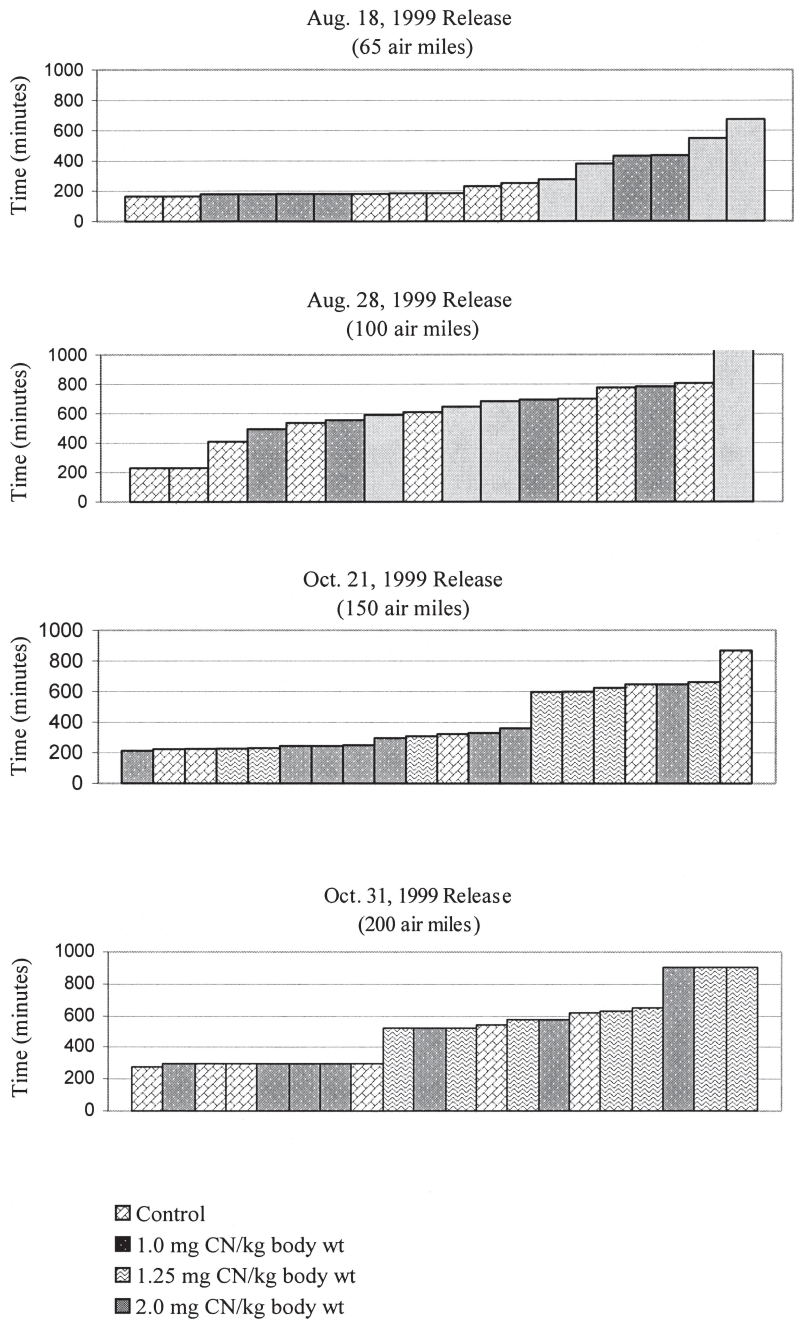 Aug. 18, 1999 Release
(65 air miles)
Time (minutes)
1000
800
600
400
200
0
Aug. 28, 1999 Release
(100 air miles)
Time (minutes)
1000
800
600
400
200
0
Oct. 21, 1999 Release
(150 air miles)
Time (minutes)
1000
800
600
400
200
0
Oct. 31, 1999 Release
(200 air miles)
Time (minutes)
1000
800
600
400
200
0
Control
1.0 mg CN/kg body wt
1.25 mg CN/kg body wt
2.0 mg CN/kg body wt